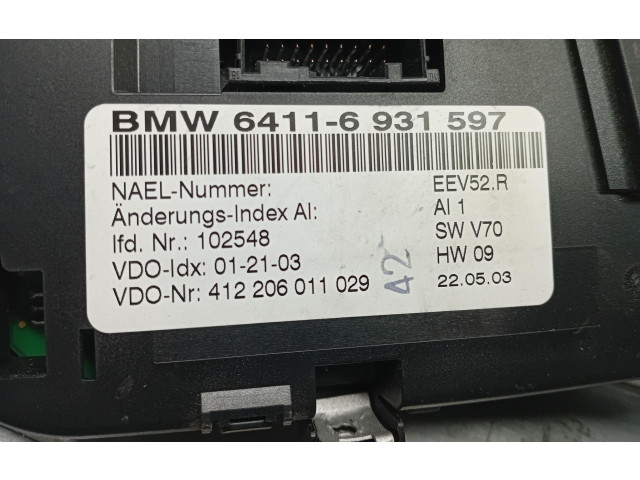 BMW 6411-6 931 597
NAEL-Nummer: EEV52.R
Änderungs-Index AI: AI 1
lfd. Nr.: 102548 SW V70
VDO-Idx: 01-21-03 HW 09
VDO-Nr: 412 206 011 029 22.05.03
42